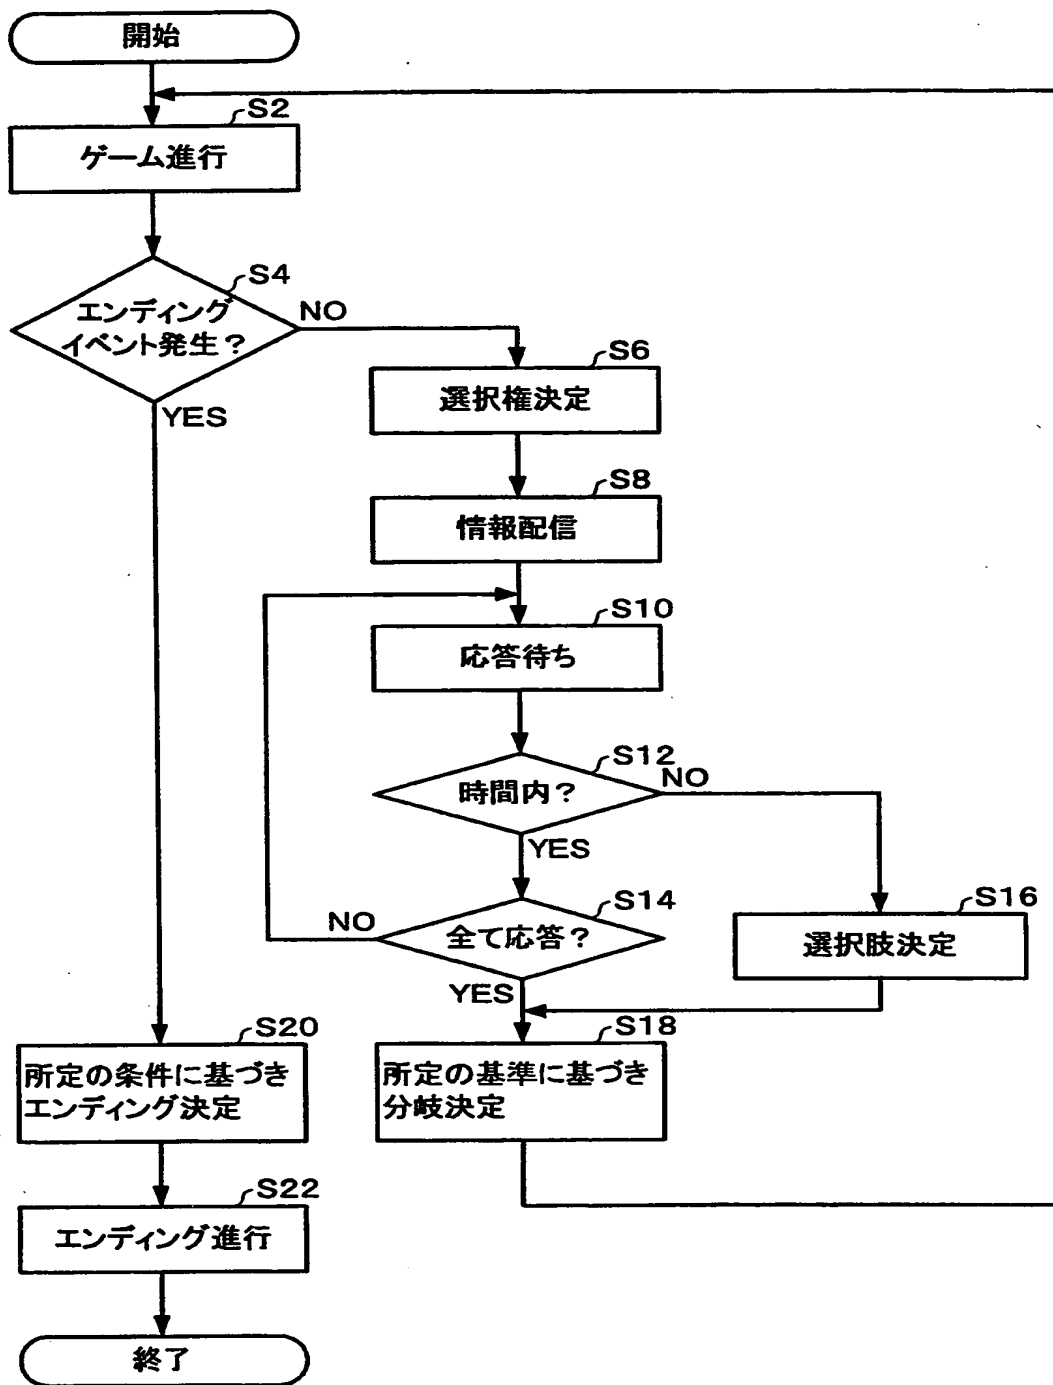 開始
S2
ゲーム進行
S4
エンディング
イベント発生？
NO
YES
S6
選択権決定
S8
情報配信
S10
応答待ち
S12
時間内？
NO
YES
S14
全て応答？
NO
YES
S16
選択肢決定
S18
所定の基準に基づき
分岐決定
S20
所定の条件に基づき
エンディング決定
S22
エンディング進行
終了